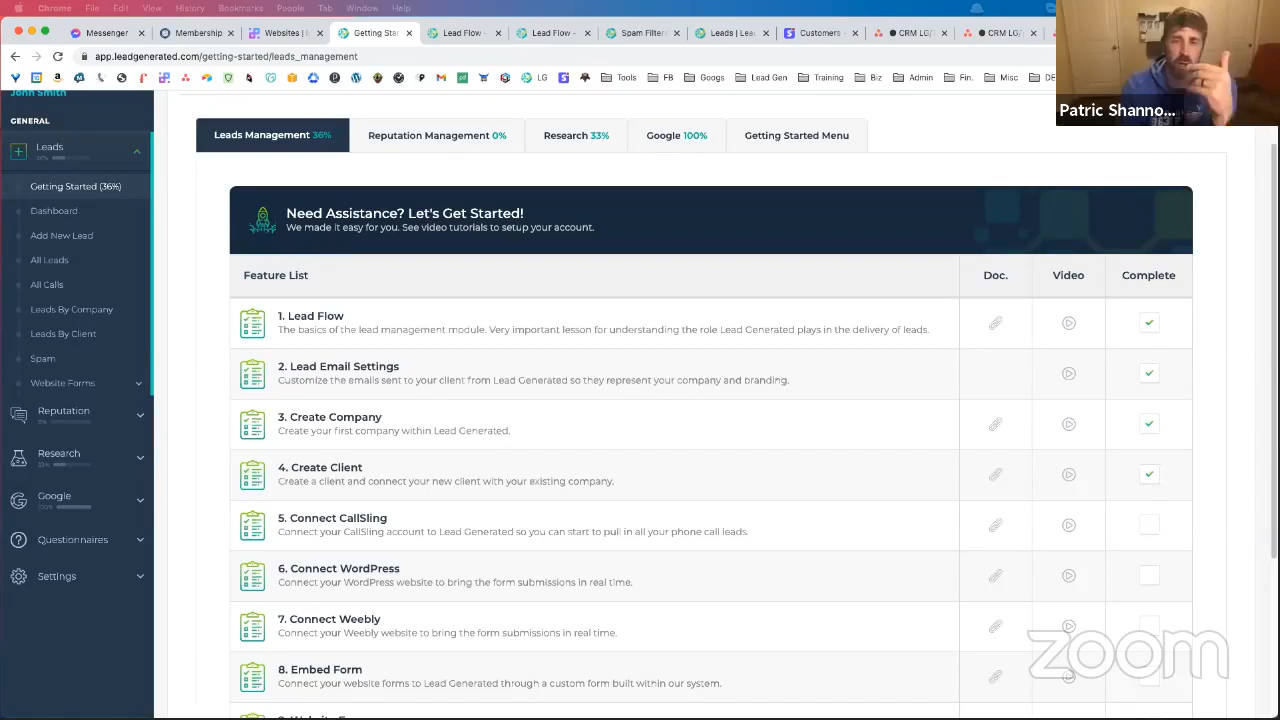 Chrome File Edit View History Bookmarks People Tab Window Help
Messenger
Membership
Websites |
Getting Star
Lead Flow –
Lead Flow –
Spam Filter
Leads | Lea
Customers –
CRM LG/
CRM LG/
app.leadgenerated.com/getting-started/leads_management
LG
Tools
FB
Googs
Lead Gen
Training
Biz
Admin
Fin.
Misc
Patric Shanno...
John Smith
GENERAL
Leads
36%
Getting Started (36%)
Dashboard
Add New Lead
All Leads
All Calls
Leads By Company
Leads By Client
Spam
Website Forms
Reputation
Research
33%
Google
100%
Questionnaires
Settings
Leads Management 36%
Reputation Management 0%
Research 33%
Google 100%
Getting Started Menu
Need Assistance? Let's Get Started!
We made it easy for you. See video tutorials to setup your account.
Feature List Doc. Video Complete
1. Lead Flow
The basics of the lead management module. Very important lesson for understanding the role Lead Generated plays in the delivery of leads.
2. Lead Email Settings
Customize the emails sent to your client from Lead Generated so they represent your company and branding.
3. Create Company
Create your first company within Lead Generated.
4. Create Client
Create a client and connect your new client with your existing company.
5. Connect CallSling
Connect your CallSling account to Lead Generated so you can start to pull in all your phone call leads.
6. Connect WordPress
Connect your WordPress website to bring the form submissions in real time.
7. Connect Weebly
Connect your Weebly website to bring the form submissions in real time.
8. Embed Form
Connect your website forms to Lead Generated through a custom form built within our system.
zoom